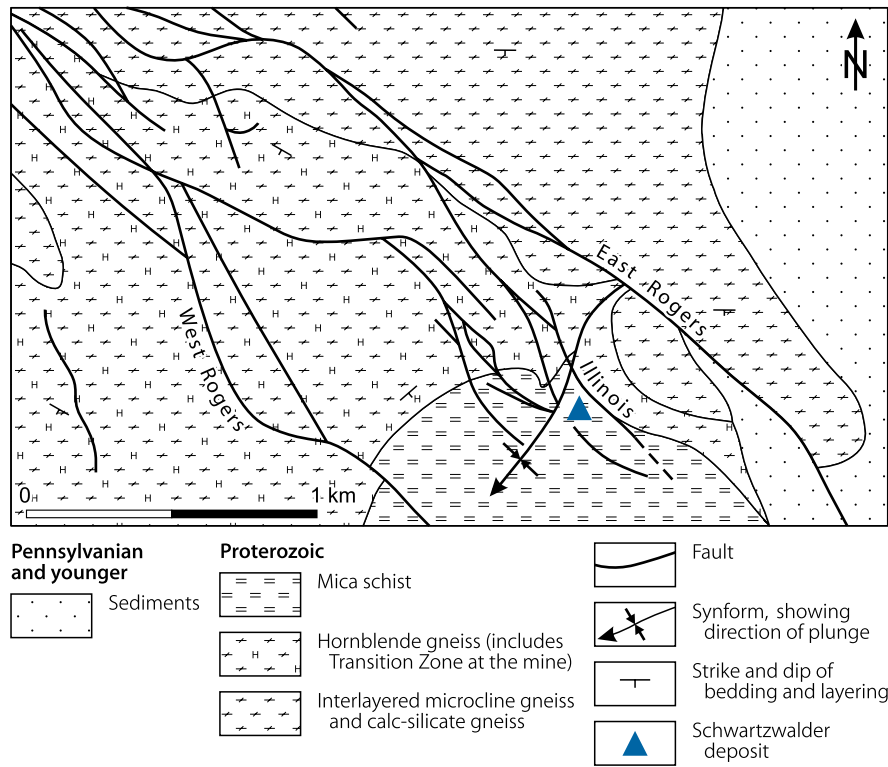 N
East Rogers
West Rogers
Illinois
0 1 km
Pennsylvanian
and younger
Sediments
Proterozoic
Mica schist
Hornblende gneiss (includes
Transition Zone at the mine)
Interlayered microcline gneiss
and calc-silicate gneiss
Fault
Synform, showing
direction of plunge
Strike and dip of
bedding and layering
Schwartzwalder
deposit